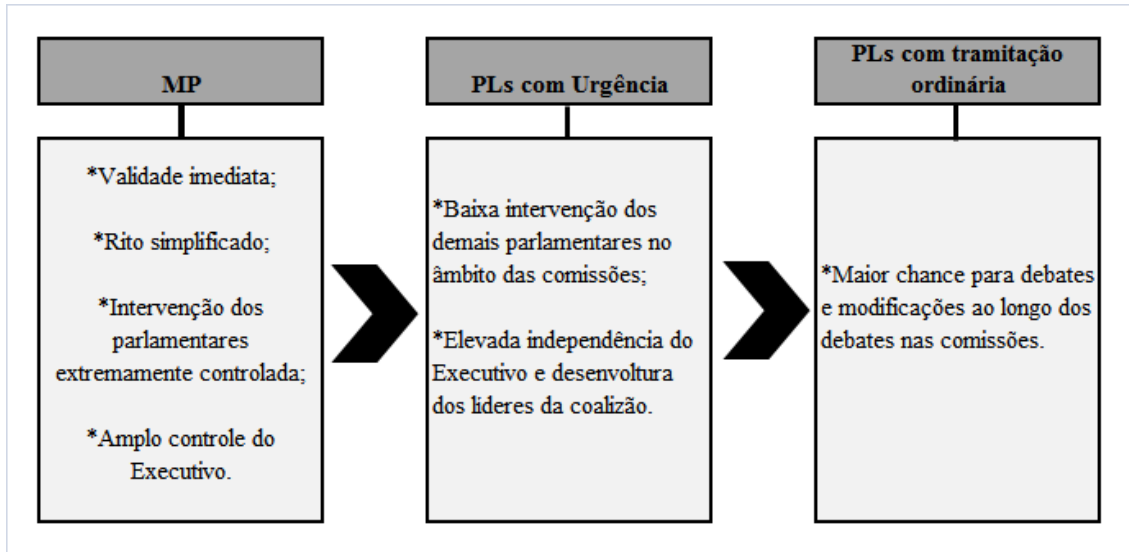 MP
*Validade imediata;
*Rito simplificado;
*Intervenção dos
parlamentares
extremamente controlada;
*Amplo controle do
Executivo.
PLs com Urgência
*Baixa intervenção dos
demais parlamentares no
âmbito das comissões;
*Elevada independência do
Executivo e desenvoltura
dos lideres da coalizão.
PLs com tramitação
ordinária
*Maior chance para debates
e modificações ao longo dos
debates nas comissões.